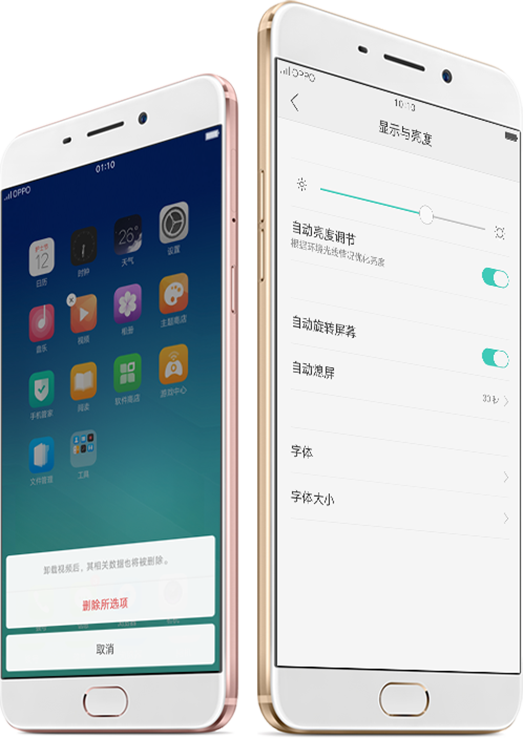 OPPO
01:10
12
日历
时钟
26°
天气
设置
音乐
视频
相册
主题商店
手机管家
阅读
软件商店
游戏中心
文件管理
工具
卸载视频后，其相关数据也将被删除。
删除所选项
取消
OPPO
10:10
显示与亮度
自动亮度调节
根据环境光线情况优化亮度
自动旋转屏幕
自动息屏
30 秒
字体
字体大小